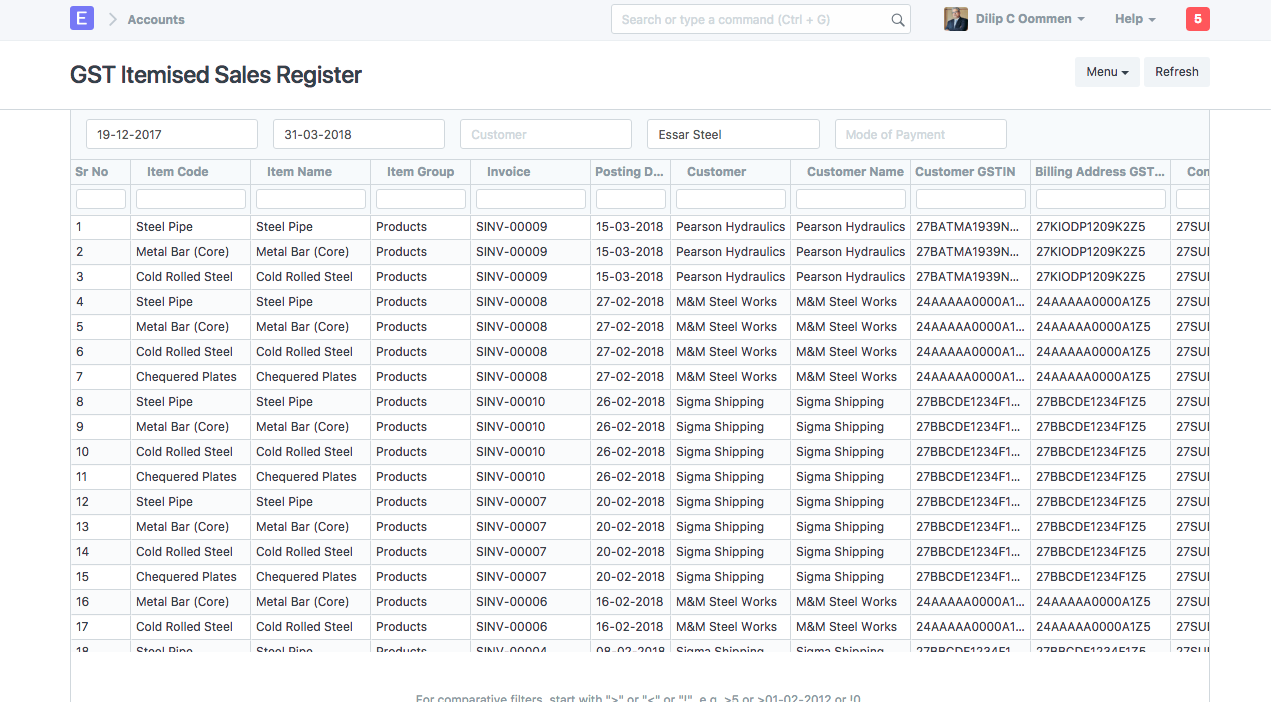 E Accounts Search or type a command (Ctrl + G) Dilip C Oommen Help 5
GST Itemised Sales Register Menu Refresh
19-12-2017 31-03-2018 Customer Essar Steel Mode of Payment
Sr No Item Code Item Name Item Group Invoice Posting D... Customer Customer Name Customer GSTIN Billing Address GST... Con
1 Steel Pipe Steel Pipe Products SINV-00009 15-03-2018 Pearson Hydraulics Pearson Hydraulics 27BATMA1939N... 27KIODP1209K2Z5 27SU
2 Metal Bar (Core) Metal Bar (Core) Products SINV-00009 15-03-2018 Pearson Hydraulics Pearson Hydraulics 27BATMA1939N... 27KIODP1209K2Z5 27SU
3 Cold Rolled Steel Cold Rolled Steel Products SINV-00009 15-03-2018 Pearson Hydraulics Pearson Hydraulics 27BATMA1939N... 27KIODP1209K2Z5 27SU
4 Steel Pipe Steel Pipe Products SINV-00008 27-02-2018 M&M Steel Works M&M Steel Works 24AAAAA0000A1... 24AAAAA0000A1Z5 27SU
5 Metal Bar (Core) Metal Bar (Core) Products SINV-00008 27-02-2018 M&M Steel Works M&M Steel Works 24AAAAA0000A1... 24AAAAA0000A1Z5 27SU
6 Cold Rolled Steel Cold Rolled Steel Products SINV-00008 27-02-2018 M&M Steel Works M&M Steel Works 24AAAAA0000A1... 24AAAAA0000A1Z5 27SU
7 Chequered Plates Chequered Plates Products SINV-00008 27-02-2018 M&M Steel Works M&M Steel Works 24AAAAA0000A1... 24AAAAA0000A1Z5 27SU
8 Steel Pipe Steel Pipe Products SINV-00010 26-02-2018 Sigma Shipping Sigma Shipping 27BBCDE1234F1... 27BBCDE1234F1Z5 27SU
9 Metal Bar (Core) Metal Bar (Core) Products SINV-00010 26-02-2018 Sigma Shipping Sigma Shipping 27BBCDE1234F1... 27BBCDE1234F1Z5 27SU
10 Cold Rolled Steel Cold Rolled Steel Products SINV-00010 26-02-2018 Sigma Shipping Sigma Shipping 27BBCDE1234F1... 27BBCDE1234F1Z5 27SU
11 Chequered Plates Chequered Plates Products SINV-00010 26-02-2018 Sigma Shipping Sigma Shipping 27BBCDE1234F1... 27BBCDE1234F1Z5 27SU
12 Steel Pipe Steel Pipe Products SINV-00007 20-02-2018 Sigma Shipping Sigma Shipping 27BBCDE1234F1... 27BBCDE1234F1Z5 27SU
13 Metal Bar (Core) Metal Bar (Core) Products SINV-00007 20-02-2018 Sigma Shipping Sigma Shipping 27BBCDE1234F1... 27BBCDE1234F1Z5 27SU
14 Cold Rolled Steel Cold Rolled Steel Products SINV-00007 20-02-2018 Sigma Shipping Sigma Shipping 27BBCDE1234F1... 27BBCDE1234F1Z5 27SU
15 Chequered Plates Chequered Plates Products SINV-00007 20-02-2018 Sigma Shipping Sigma Shipping 27BBCDE1234F1... 27BBCDE1234F1Z5 27SU
16 Metal Bar (Core) Metal Bar (Core) Products SINV-00006 16-02-2018 M&M Steel Works M&M Steel Works 24AAAAA0000A1... 24AAAAA0000A1Z5 27SU
17 Cold Rolled Steel Cold Rolled Steel Products SINV-00006 16-02-2018 M&M Steel Works M&M Steel Works 24AAAAA0000A1... 24AAAAA0000A1Z5 27SU
18 Steel Pipe Steel Pipe Products SINV-00004 08-02-2018 Sigma Shipping Sigma Shipping 27BBCDE1234F1... 27BBCDE1234F1Z5 27SU
For comparative filters, start with ">" or "<" or "!", e.g. >5 or >01-02-2012 or !0